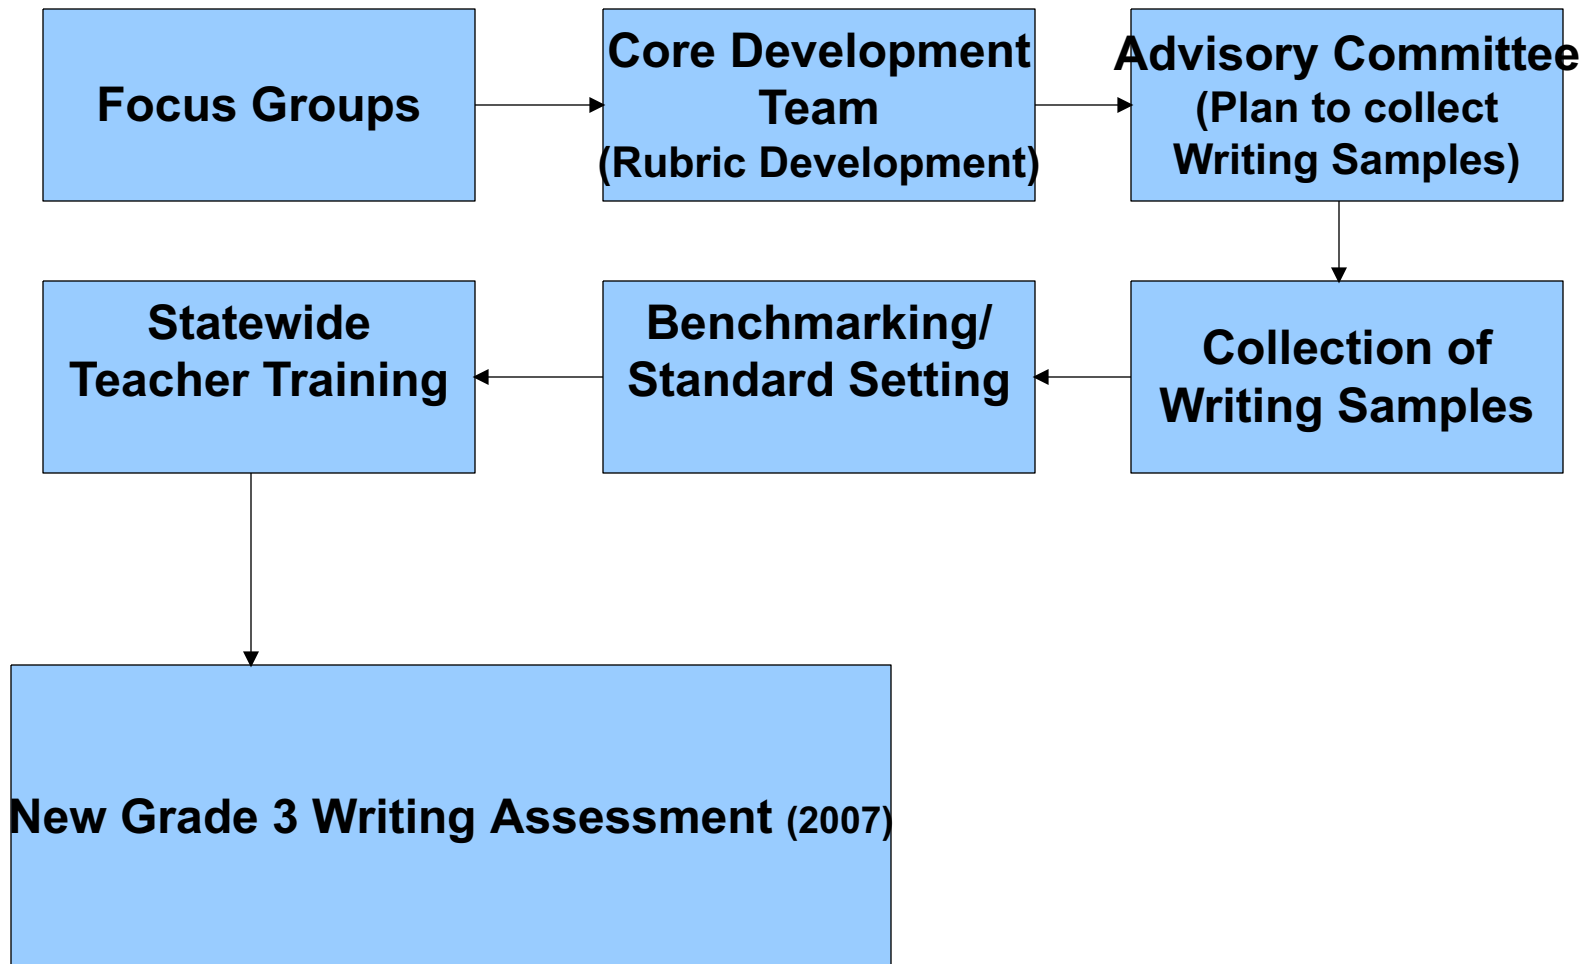 Focus Groups
Core Development
Team
(Rubric Development)
Advisory Committee
(Plan to collect
Writing Samples)
Statewide
Teacher Training
Benchmarking/
Standard Setting
Collection of
Writing Samples
New Grade 3 Writing Assessment (2007)